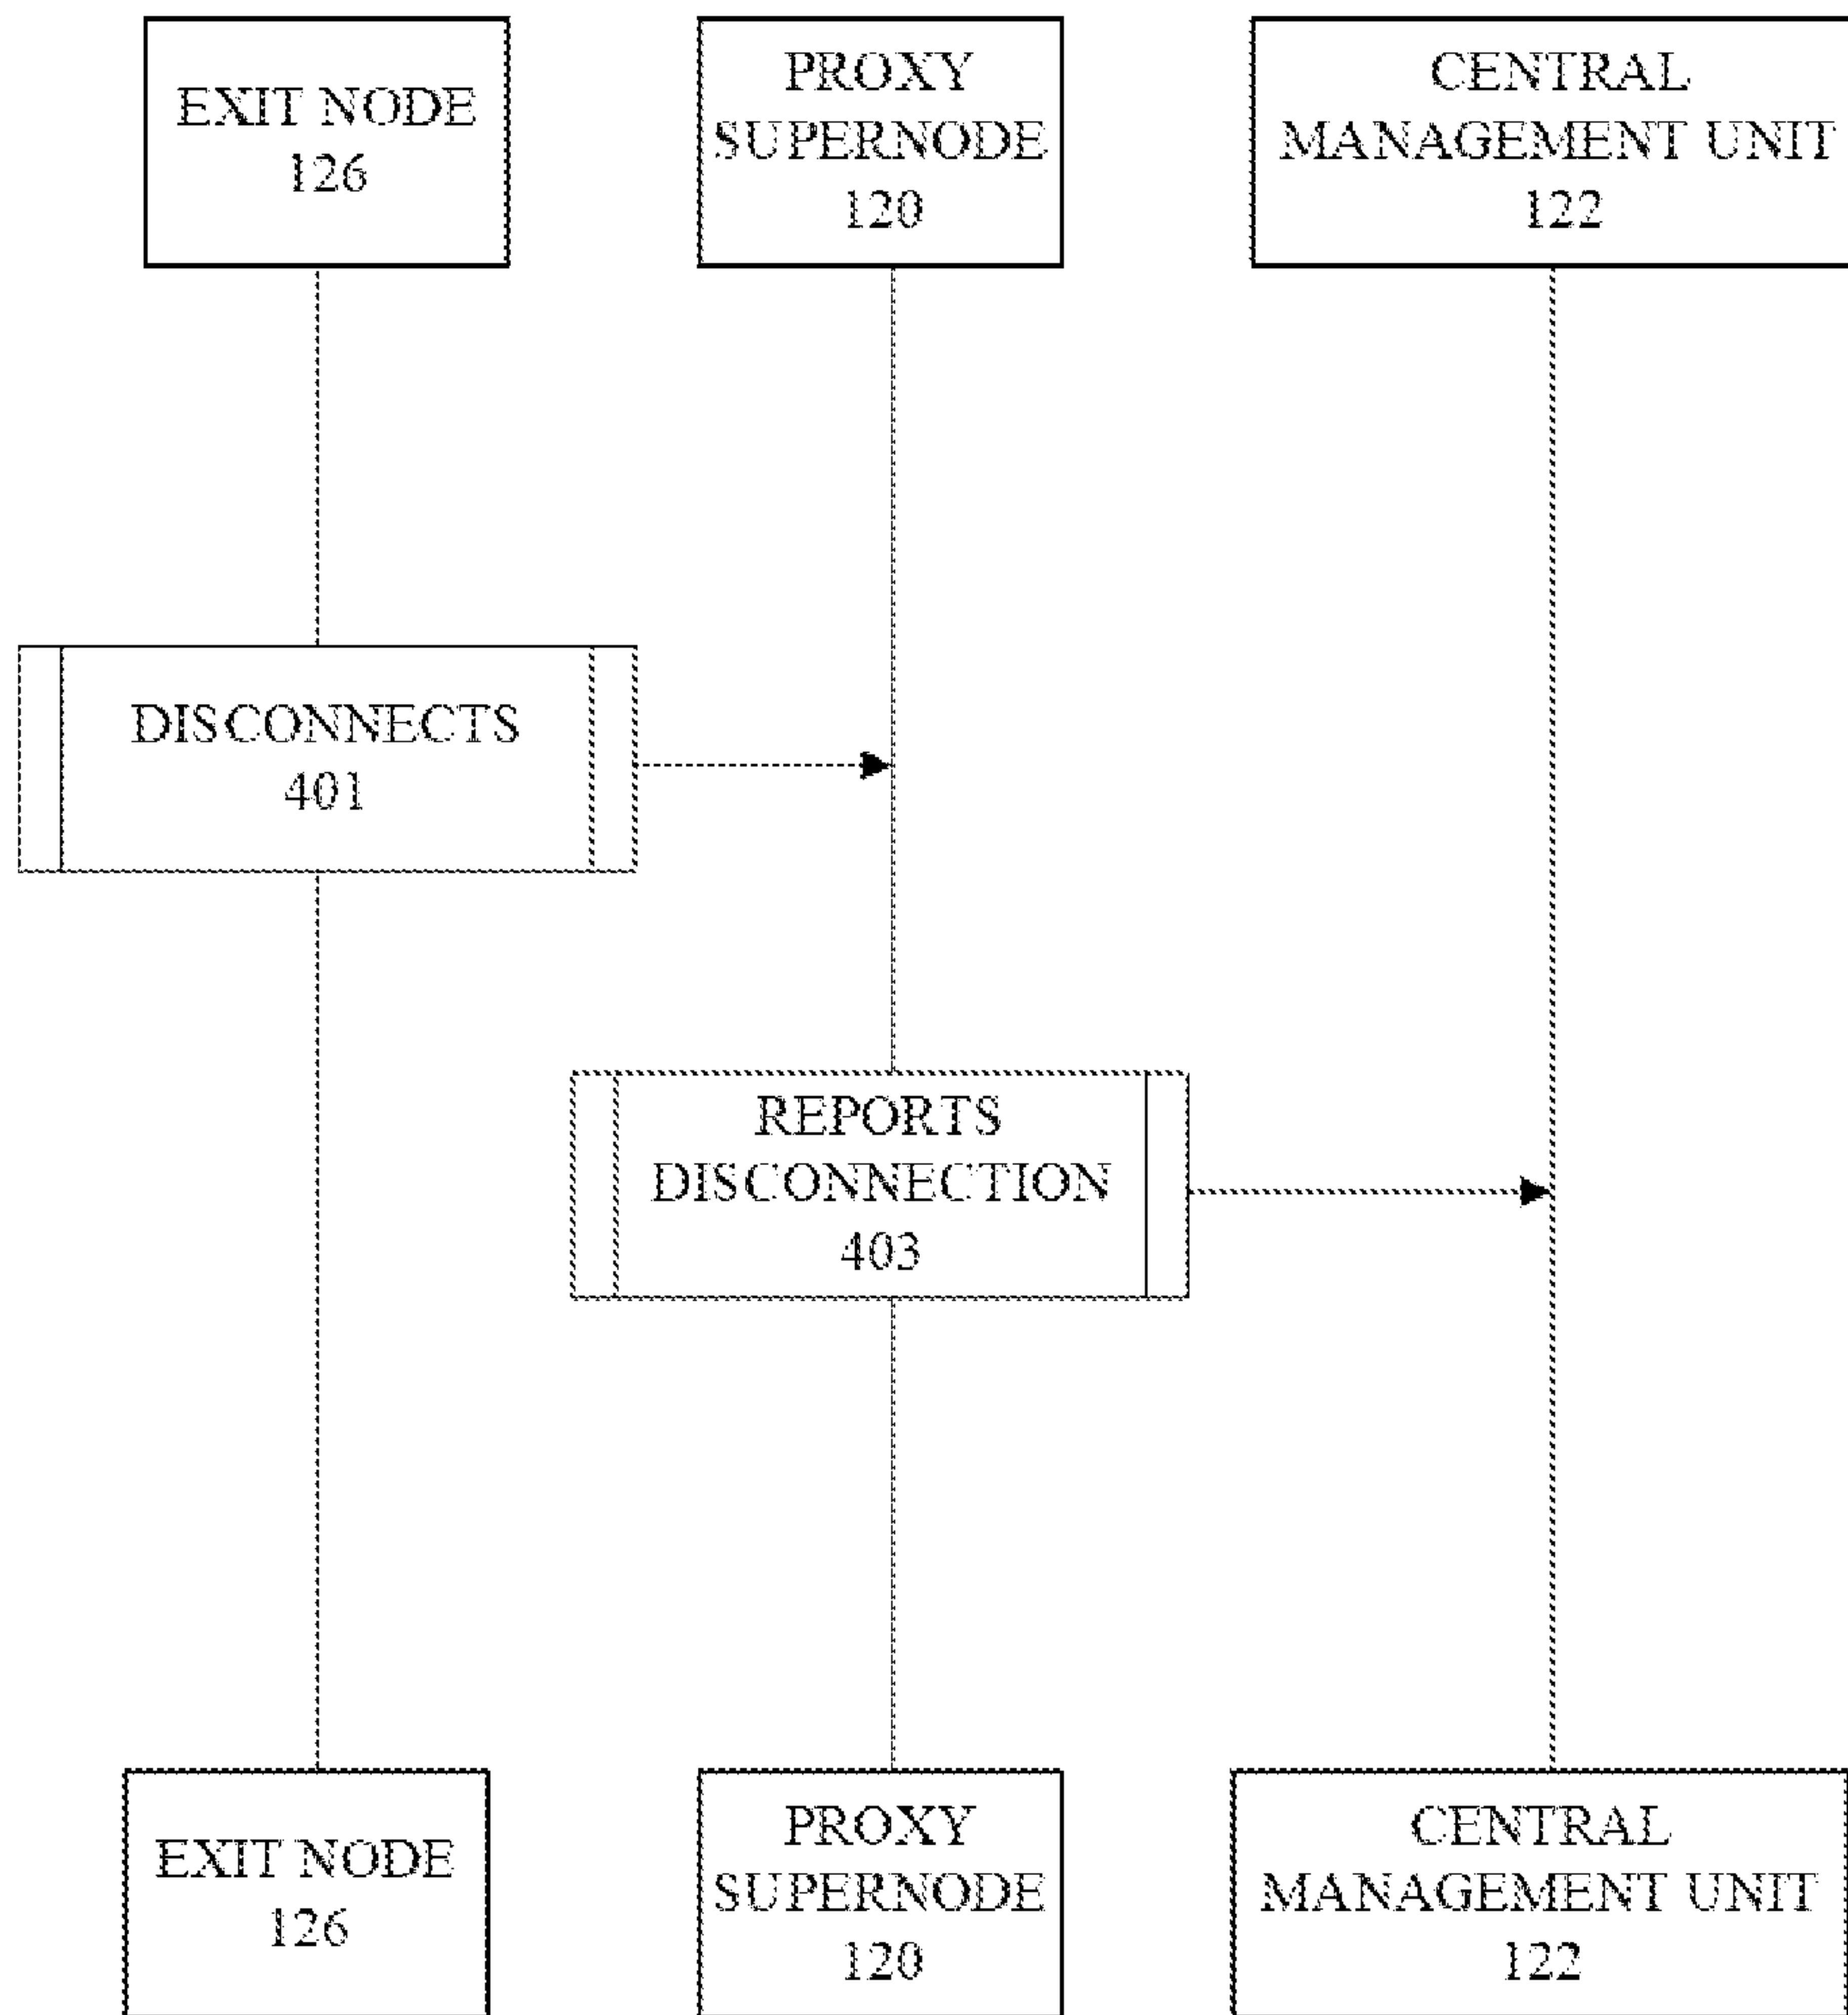 EXIT NODE
126
PROXY
SUPERNODE
120
CENTRAL
MANAGEMENT UNIT
122
DISCONNECTS
401
REPORTS
DISCONNECTION
403
EXIT NODE
126
PROXY
SUPERNODE
120
CENTRAL
MANAGEMENT UNIT
122